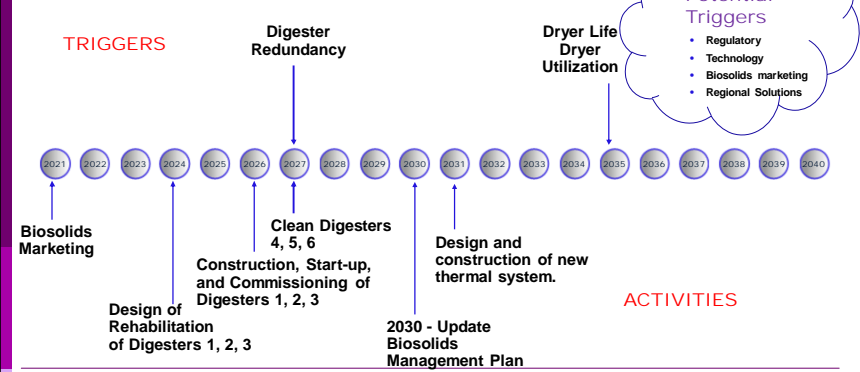 Potential
Triggers
• Regulatory
• Technology
• Biosolids marketing
• Regional Solutions
TRIGGERS
Digester
Redundancy
Dryer Life
Dryer
Utilization
2021 2022 2023 2024 2025 2026 2027 2028 2029 2030 2031 2032 2033 2034 2035 2036 2037 2038 2039 2040
Biosolids
Marketing
Design of
Rehabilitation
of Digesters 1, 2, 3
Construction, Start-up,
and Commissioning of
Digesters 1, 2, 3
Clean Digesters
4, 5, 6
2030 - Update
Biosolids
Management Plan
Design and
construction of new
thermal system.
ACTIVITIES